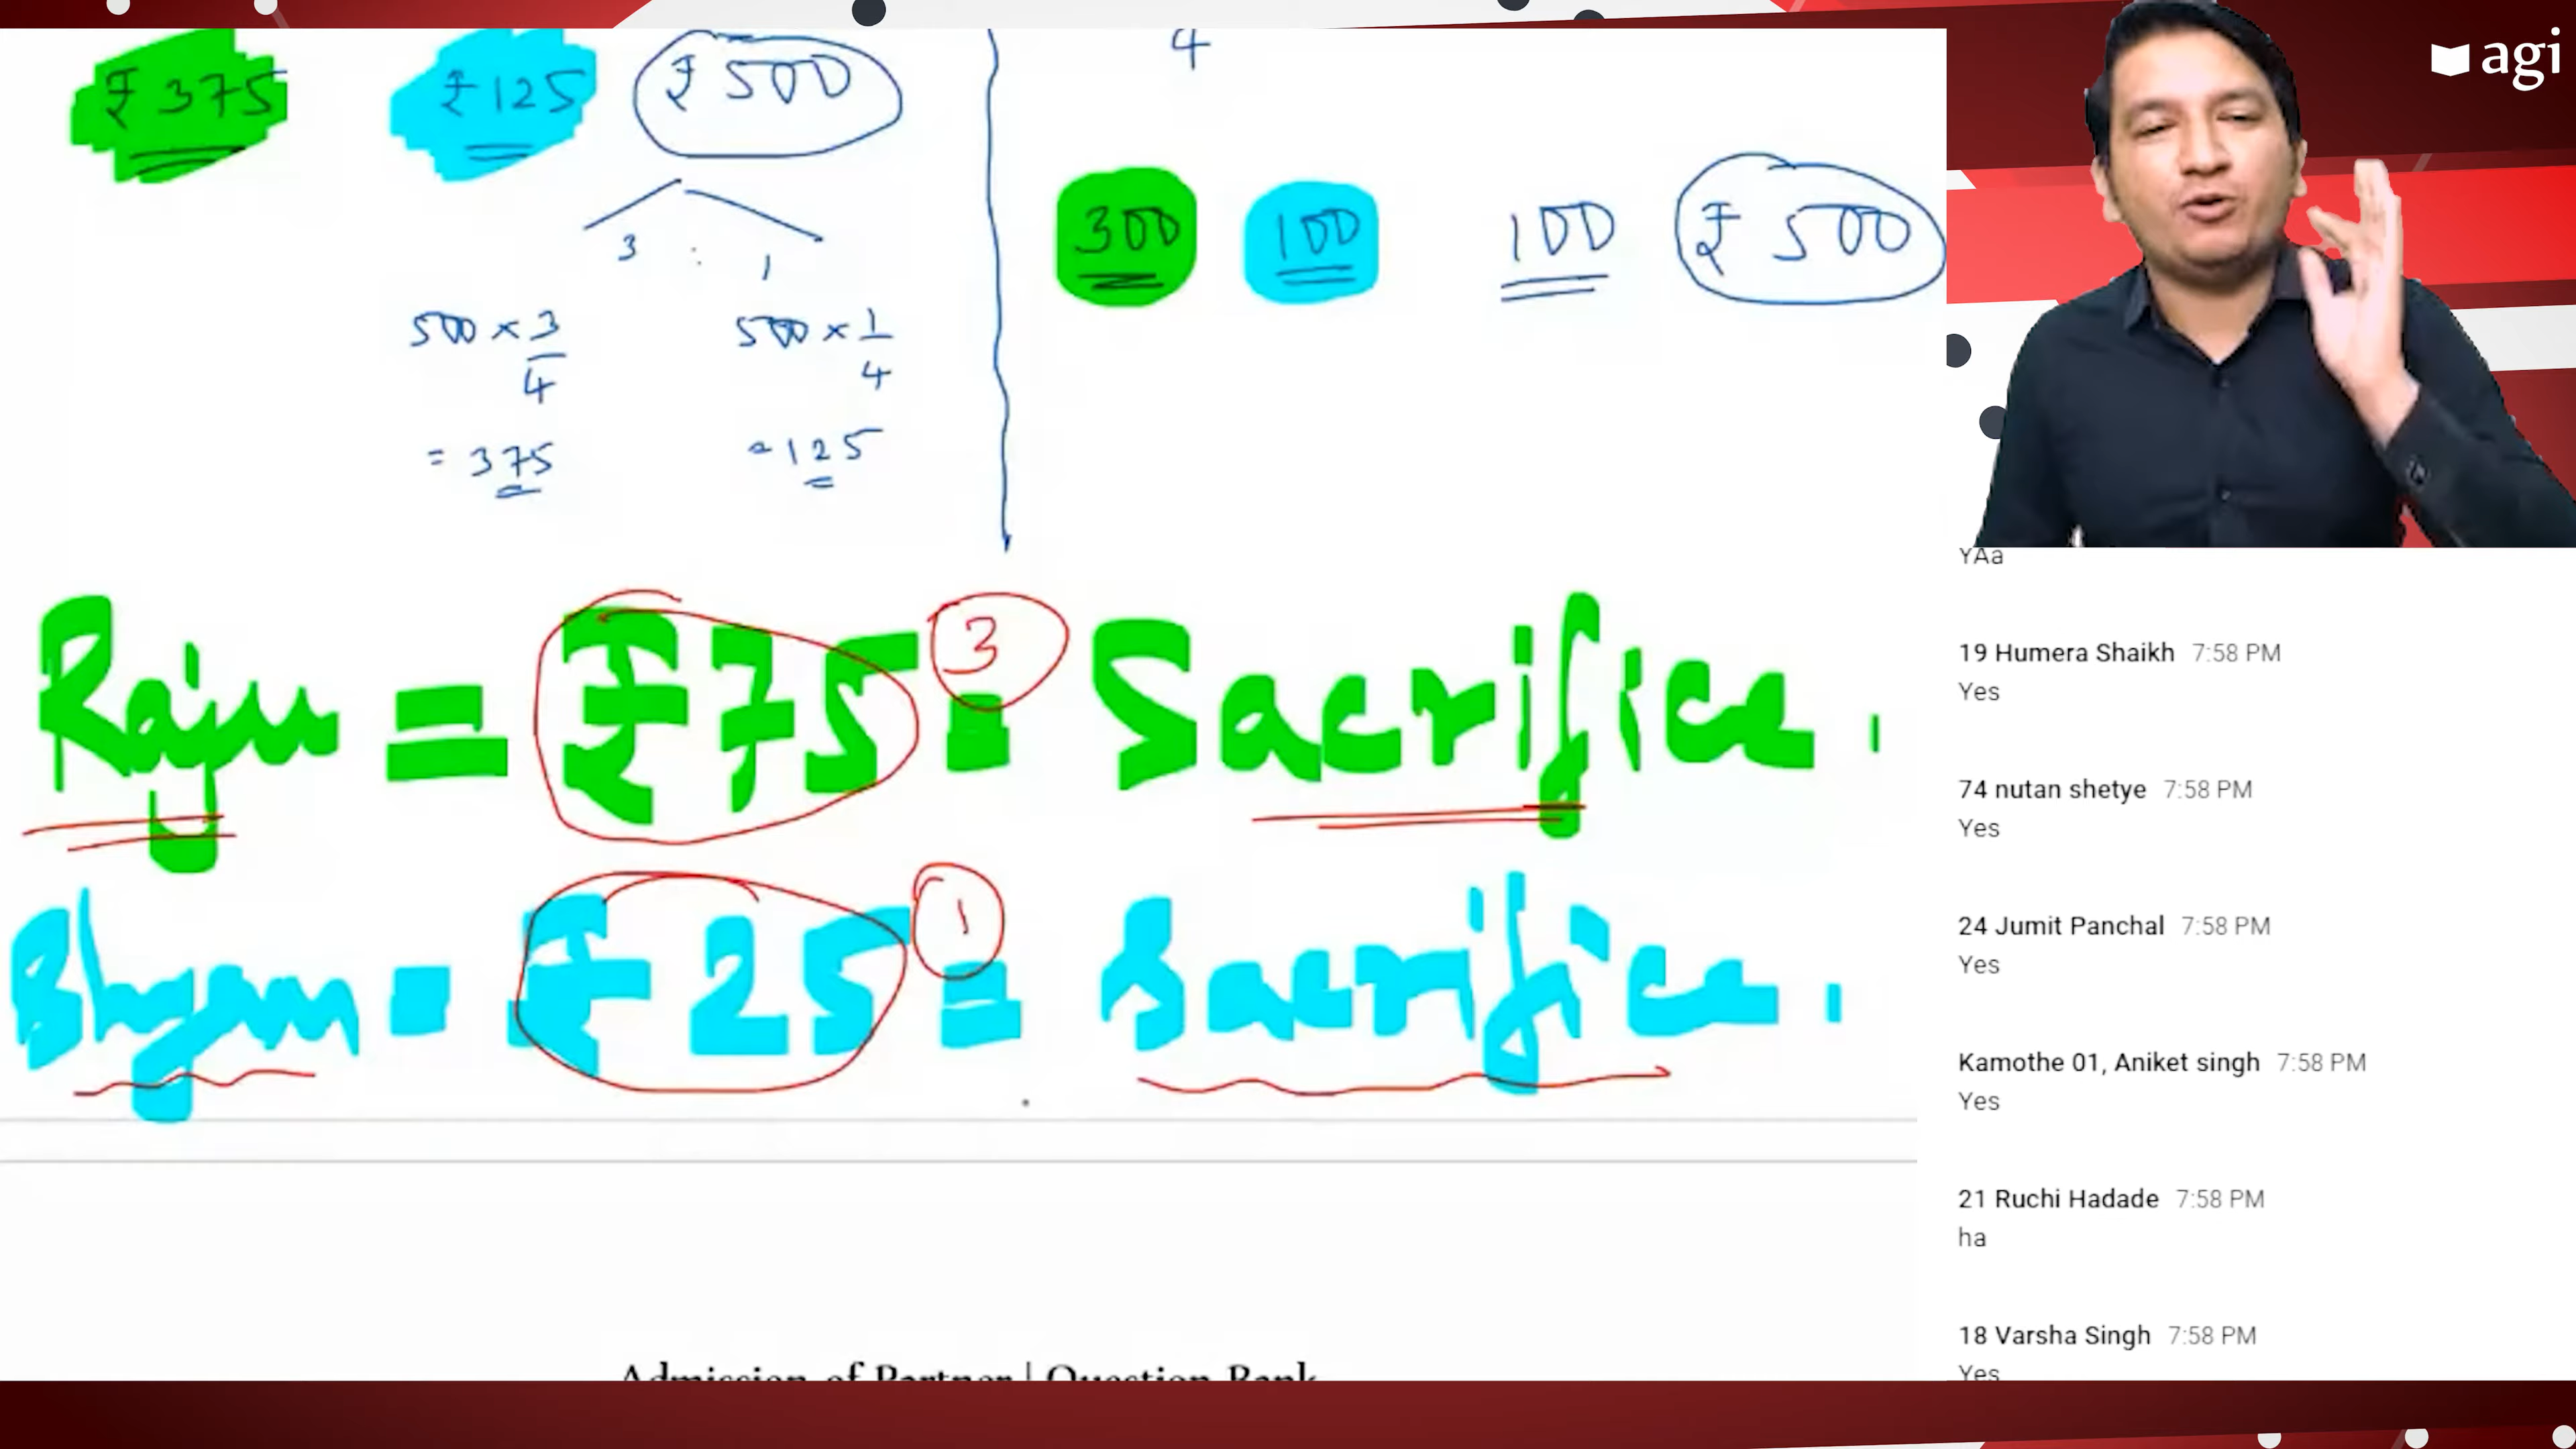 ₹ 375 ₹ 125 ₹ 500
3 : 1
500 × 3/4 500 × 1/4
= 375 = 125
4
300 100 100 ₹ 500
Raju = ₹75 = Sacrifice.
3
₹ 25 = Sacrifice.
1
Admission of Partner | Question Bank
agi
YAa
19 Humera Shaikh 7:58 PM
Yes
74 nutan shetye 7:58 PM
Yes
24 Jumit Panchal 7:58 PM
Yes
Kamothe 01, Aniket singh 7:58 PM
Yes
21 Ruchi Hadade 7:58 PM
ha
18 Varsha Singh 7:58 PM
Yes